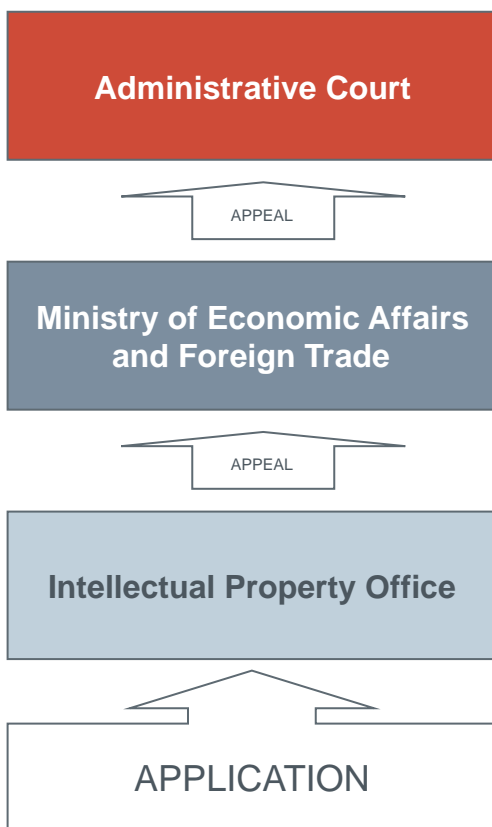 Administrative Court
APPEAL
Ministry of Economic Affairs
and Foreign Trade
APPEAL
Intellectual Property Office
APPLICATION